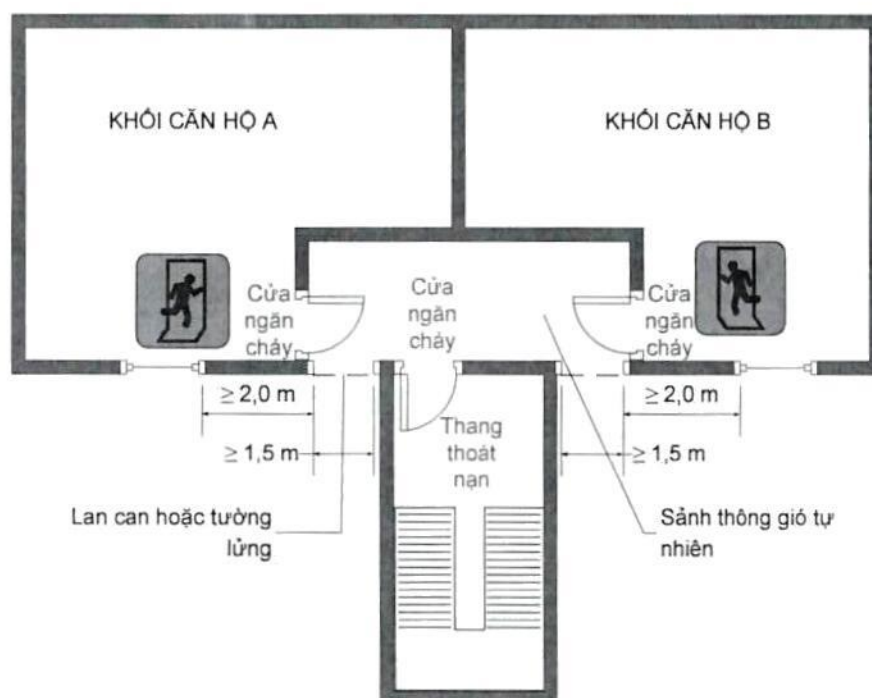 KHỐI CĂN HỘ A
KHỐI CĂN HỘ B
Cửa
ngăn
cháy
Cửa
ngăn
cháy
Cửa
ngăn
cháy
≥ 2,0 m
≥ 2,0 m
≥ 1,5 m
≥ 1,5 m
Thang
thoát
nạn
Lan can hoặc tường
lửng
Sảnh thông gió tự
nhiên